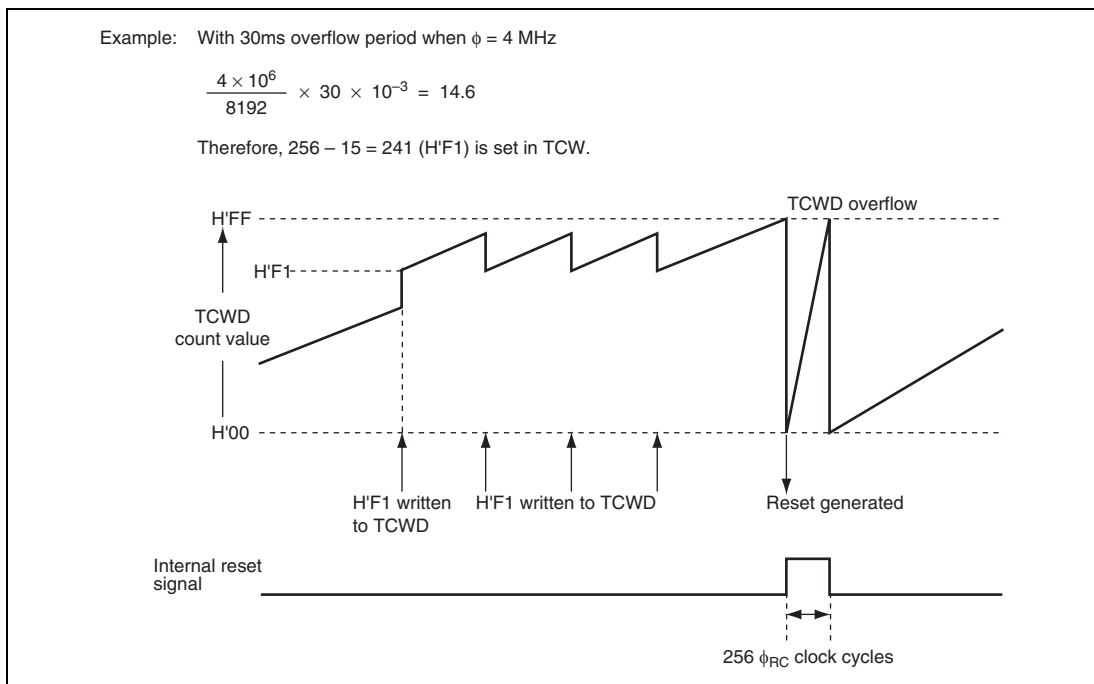 Example: With 30ms overflow period when ϕ = 4 MHz
4 × 10⁶
8192
× 30 × 10⁻³ = 14.6
Therefore, 256 – 15 = 241 (H'F1) is set in TCW.
TCWD overflow
H'FF
H'F1
TCWD
count value
H'00
H'F1 written
to TCWD
H'F1 written to TCWD
Reset generated
Internal reset
signal
256 ϕRC clock cycles